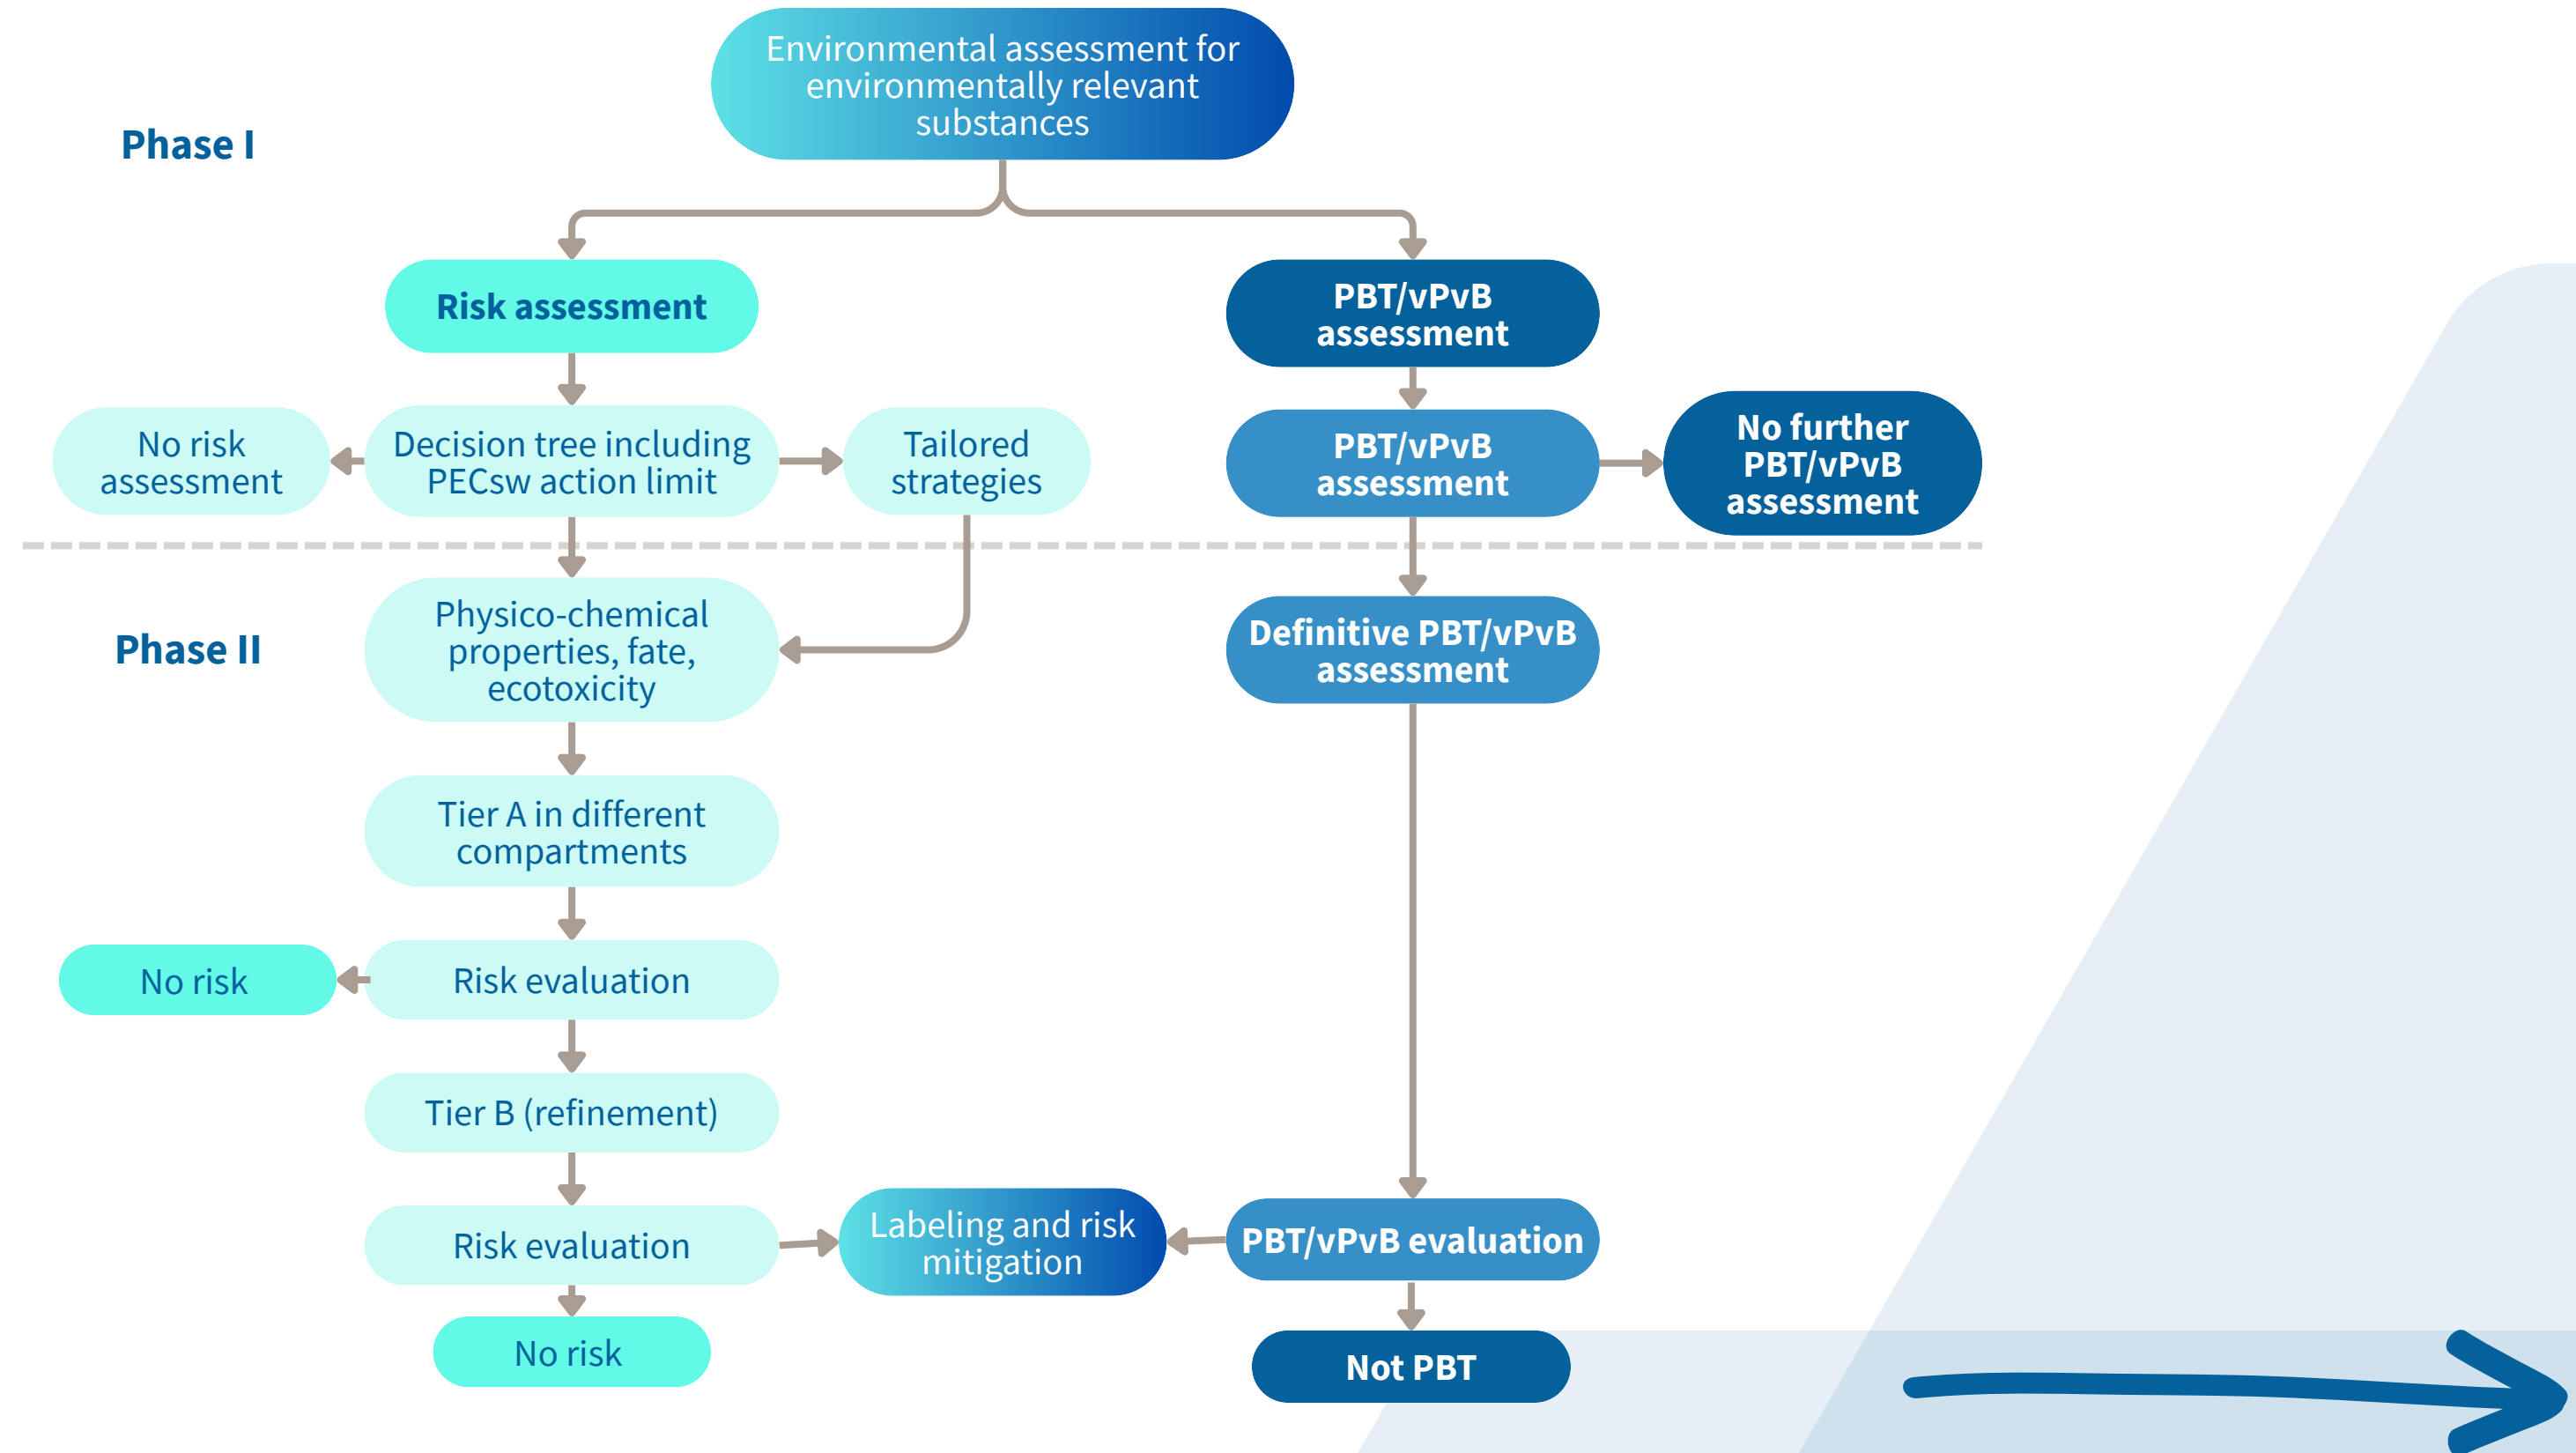 Environmental assessment for
environmentally relevant
substances
Phase I
Risk assessment
PBT/vPvB
assessment
No risk
assessment
Decision tree including
PECsw action limit
Tailored
strategies
PBT/vPvB
assessment
No further
PBT/vPvB
assessment
Phase II
Physico-chemical
properties, fate,
ecotoxicity
Definitive PBT/vPvB
assessment
Tier A in different
compartments
No risk
Risk evaluation
Tier B (refinement)
Risk evaluation
Labeling and risk
mitigation
PBT/vPvB evaluation
No risk
Not PBT